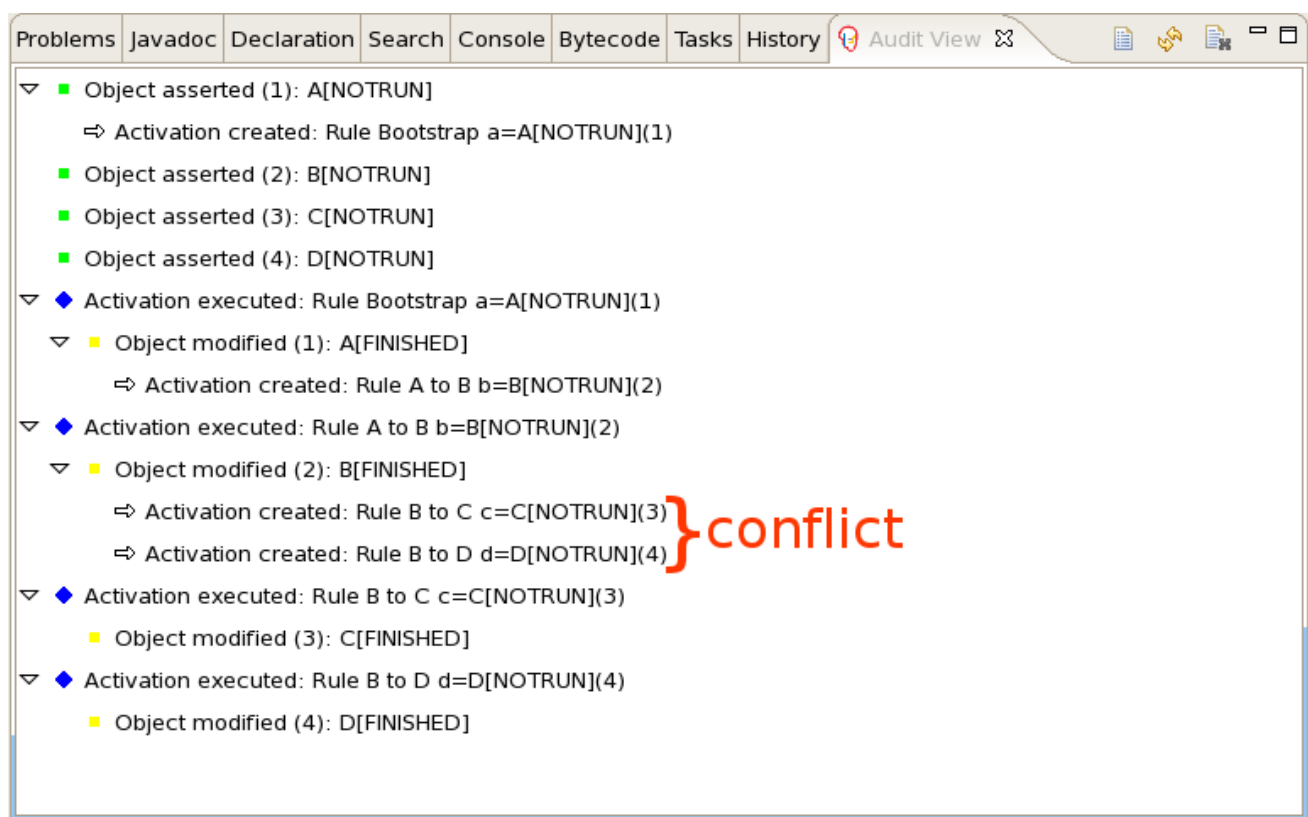 Problems Javadoc Declaration Search Console Bytecode Tasks History Audit View
Object asserted (1): A[NOTRUN]
Activation created: Rule Bootstrap a=A[NOTRUN](1)
Object asserted (2): B[NOTRUN]
Object asserted (3): C[NOTRUN]
Object asserted (4): D[NOTRUN]
Activation executed: Rule Bootstrap a=A[NOTRUN](1)
Object modified (1): A[FINISHED]
Activation created: Rule A to B b=B[NOTRUN](2)
Activation executed: Rule A to B b=B[NOTRUN](2)
Object modified (2): B[FINISHED]
Activation created: Rule B to C c=C[NOTRUN](3)
Activation created: Rule B to D d=D[NOTRUN](4)
}conflict
Activation executed: Rule B to C c=C[NOTRUN](3)
Object modified (3): C[FINISHED]
Activation executed: Rule B to D d=D[NOTRUN](4)
Object modified (4): D[FINISHED]